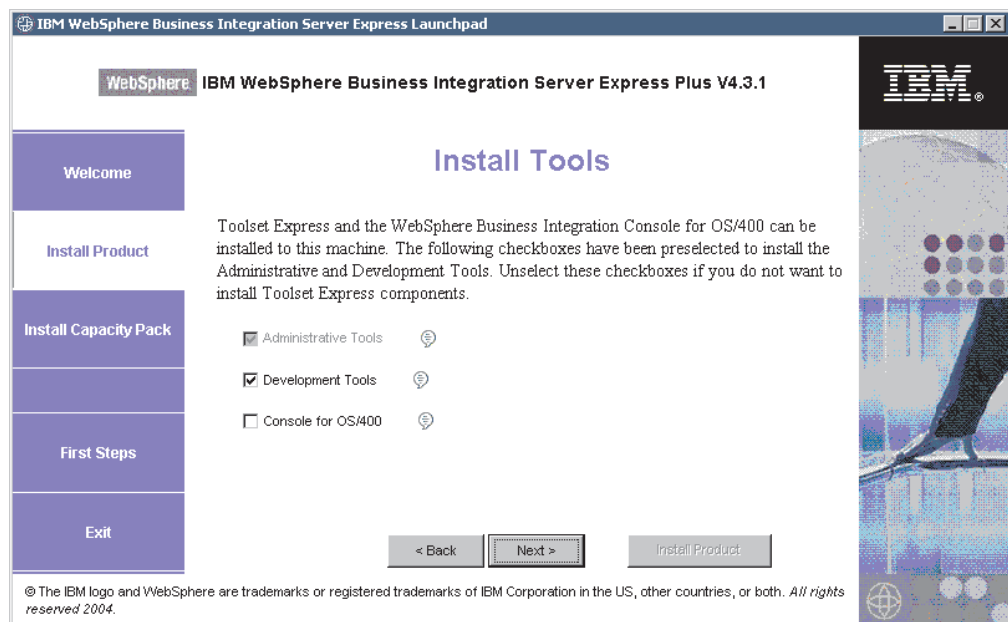 IBM WebSphere Business Integration Server Express Launchpad
WebSphere IBM WebSphere Business Integration Server Express Plus V4.3.1
IBM®
Welcome
Install Product
Install Capacity Pack
First Steps
Exit
Install Tools
Toolset Express and the WebSphere Business Integration Console for OS/400 can be
installed to this machine. The following checkboxes have been preselected to install the
Administrative and Development Tools. Unselect these checkboxes if you do not want to
install Toolset Express components.
Administrative Tools
Development Tools
Console for OS/400
< Back
Next >
Install Product
© The IBM logo and WebSphere are trademarks or registered trademarks of IBM Corporation in the US, other countries, or both. All rights
reserved 2004.